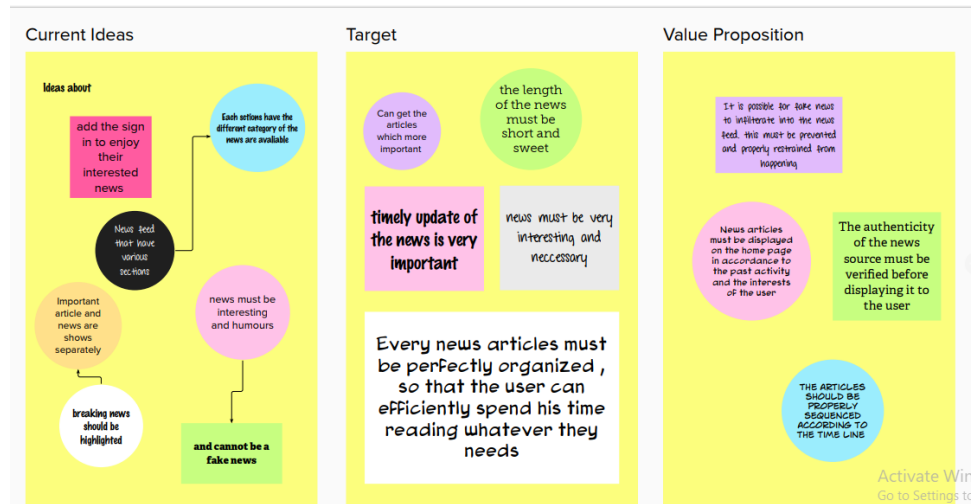 Current Ideas
Ideas about
add the sign
in to enjoy
their
interested
news
Each setions have the
different category of the
news are avaliable
News feed
that have
various
sections
Important
article and
news are
shows
separately
news must be
interesting
and humours
breaking news
should be
highlighted
and cannot be a
fake news
Target
Can get the
articles
which more
important
the length
of the news
must be
short and
sweet
timely update of
the news is very
important
news must be very
interesting and
neccessary
Every news articles must
be perfectly organized ,
so that the user can
efficiently spend his time
reading whatever they
needs
Value Proposition
It is possible for fake news
to infilterate into the news
feed. this must be prevented
and properly restrained from
happening
News articles
must be displayed
on the home page
in accordance to
the past activity
and the interests
of the user
The authenticity
of the news
source must be
verified before
displaying it to
the user
THE ARTICLES
SHOULD BE
PROPERLY
SEQUENCED
ACCORDING TO
THE TIME LINE
Activate Win
Go to Settings to